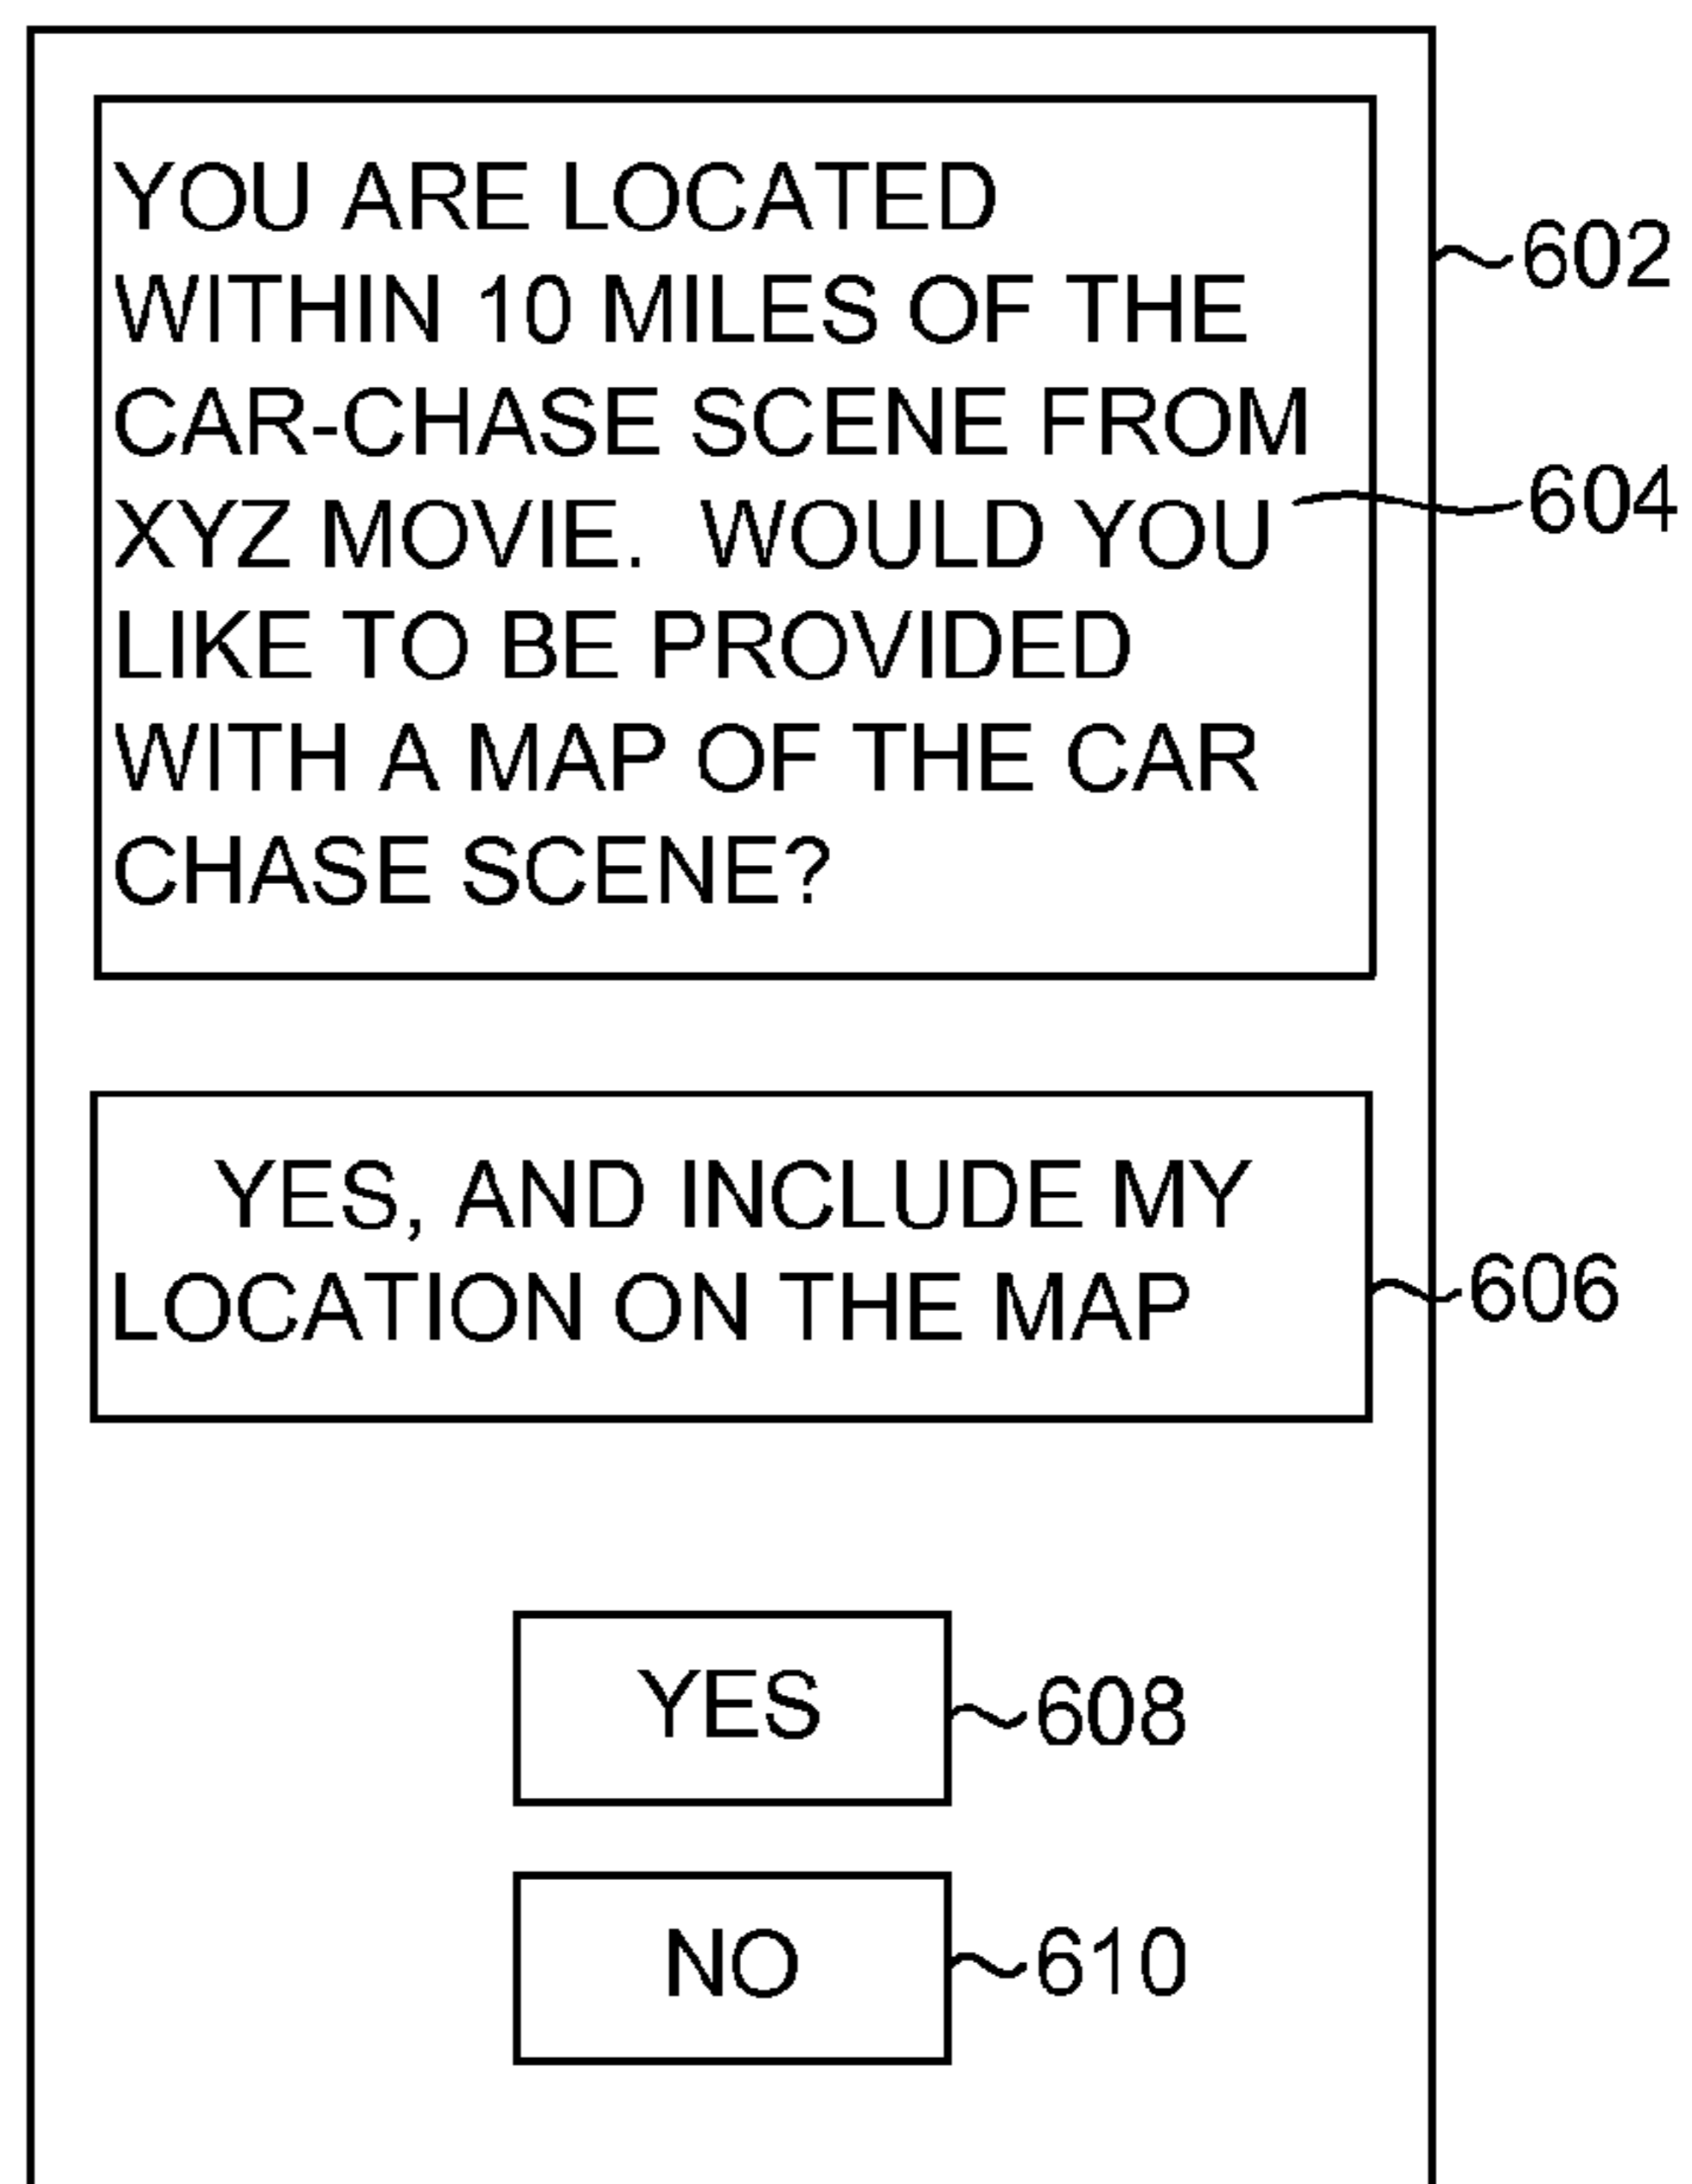 YOU ARE LOCATED
WITHIN 10 MILES OF THE
CAR-CHASE SCENE FROM
XYZ MOVIE. WOULD YOU
LIKE TO BE PROVIDED
WITH A MAP OF THE CAR
CHASE SCENE?
602
604
YES, AND INCLUDE MY
LOCATION ON THE MAP
606
YES
608
NO
610